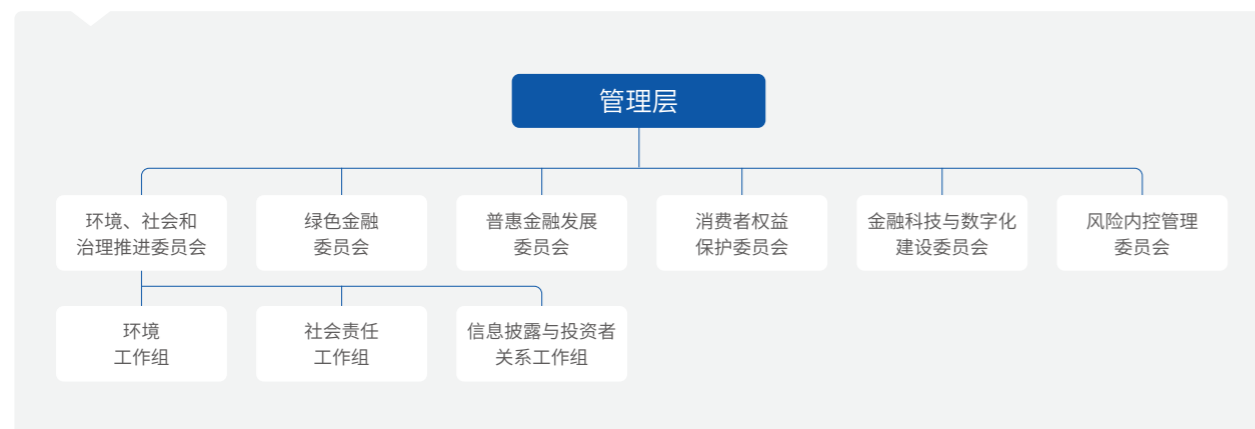 管理层
环境、社会和
治理推进委员会
绿色金融
委员会
普惠金融发展
委员会
消费者权益
保护委员会
金融科技与数字化
建设委员会
风险内控管理
委员会
环境
工作组
社会责任
工作组
信息披露与投资者
关系工作组